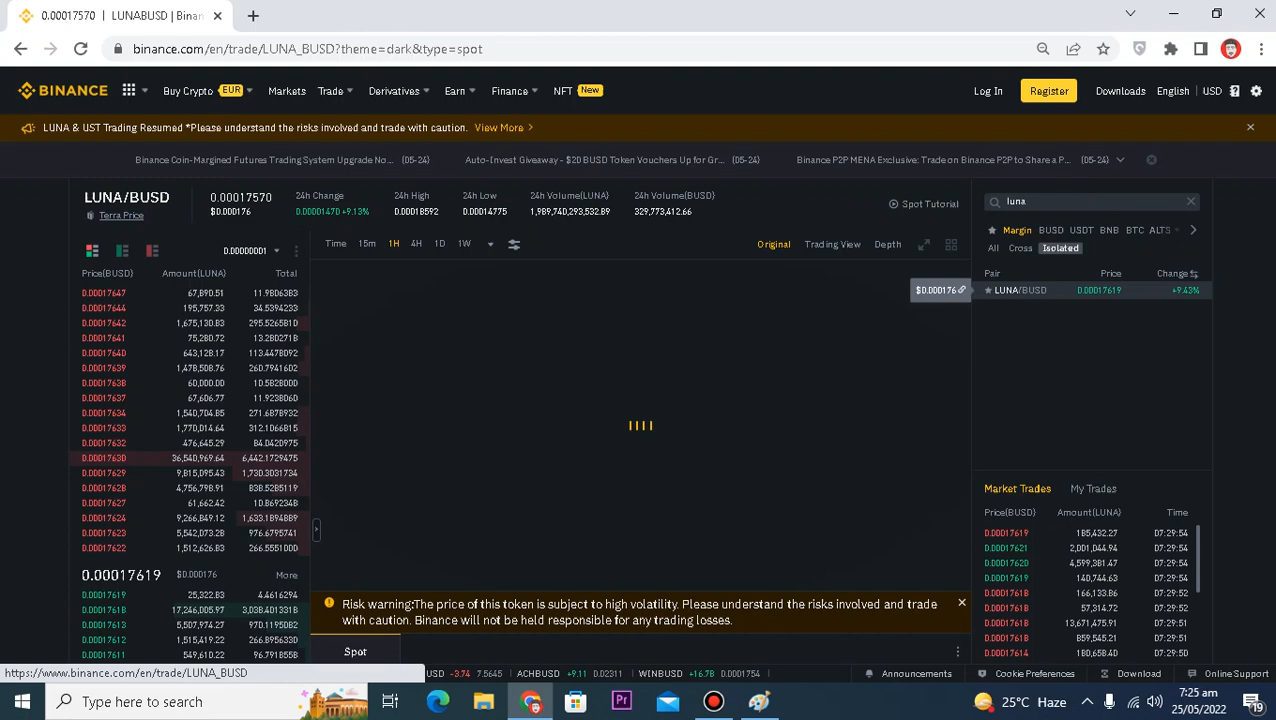 0.00017570 | LUNABUSD | Binan
binance.com/en/trade/LUNA_BUSD?theme=dark&type=spot
BINANCE
Buy Crypto EUR Markets Trade Derivatives Earn Finance NFT New Log In Register Downloads English USD
LUNA & UST Trading Resumed *Please understand the risks involved and trade with caution. View More
Binance Coin-Margined Futures Trading System Upgrade No... (05-24) Auto-Invest Giveaway - $20 BUSD Token Vouchers Up for Gr... (05-24) Binance P2P MENA Exclusive: Trade on Binance P2P to Share a P... (05-24)
LUNA/BUSD 0.00017570 24h Change 24h High 24h Low 24h Volume(LUNA) 24h Volume(BUSD)
Terra Price $0.000176 0.00001470 +9.13% 0.00018592 0.00014775 1,989,740,293,532.89 329,773,412.66
Spot Tutorial
luna
Margin BUSD USDT BNB BTC ALTS
All Cross Isolated
Pair Price Change
LUNA/BUSD 0.00017619 +9.43%
$0.000176
0.00000001
Time 15m 1H 4H 1D 1W Original Trading View Depth
Price(BUSD) Amount(LUNA) Total
0.00017647 67,890.51 11.9806383
0.00017644 195,757.33 34.5394233
0.00017642 1,675,130.83 295.5265810
0.00017641 75,280.72 13.2802718
0.00017640 643,128.17 113.4478092
0.00017639 1,478,508.76 260.7941602
0.00017638 60,000.00 10.5828000
0.00017637 67,606.77 11.9238060
0.00017634 1,540,704.85 271.6878932
0.00017633 1,770,014.64 312.1066815
0.00017632 476,645.29 84.0420975
0.00017630 36,540,969.64 6,442.1729475
0.00017629 9,815,095.43 1,730.3031734
0.00017628 4,756,798.91 838.5285119
0.00017627 61,662.42 10.8692348
0.00017624 9,266,849.12 1,633.1894889
0.00017623 5,542,073.28 976.6795741
0.00017622 1,512,626.83 266.5551000
0.00017619 $0.000176 More
0.00017619 25,322.83 4.4616294
0.00017618 17,246,005.97 3,038.4013318
0.00017613 5,507,974.27 970.1195082
0.00017612 1,515,419.22 266.8956330
0.00017611 549,610.22 96.7918556
Risk warning:The price of this token is subject to high volatility. Please understand the risks involved and trade
with caution. Binance will not be held responsible for any trading losses.
Spot
Market Trades My Trades
Price(BUSD) Amount(LUNA) Time
0.00017619 185,432.27 07:29:54
0.00017621 2,001,044.94 07:29:54
0.00017620 4,599,381.47 07:29:54
0.00017619 140,744.63 07:29:54
0.00017618 166,133.86 07:29:52
0.00017618 57,314.72 07:29:52
0.00017618 13,671,475.91 07:29:51
0.00017618 859,545.21 07:29:51
0.00017614 180,658.40 07:29:50
https://www.binance.com/en/trade/LUNA_BUSD
USD -3.74 7.5645 ACHBUSD +9.11 0.02311 WINBUSD +16.78 0.0001754 Announcements Cookie Preferences Download Online Support
Type here to search
Pr
25°C Haze
7:25 am
25/05/2022
19